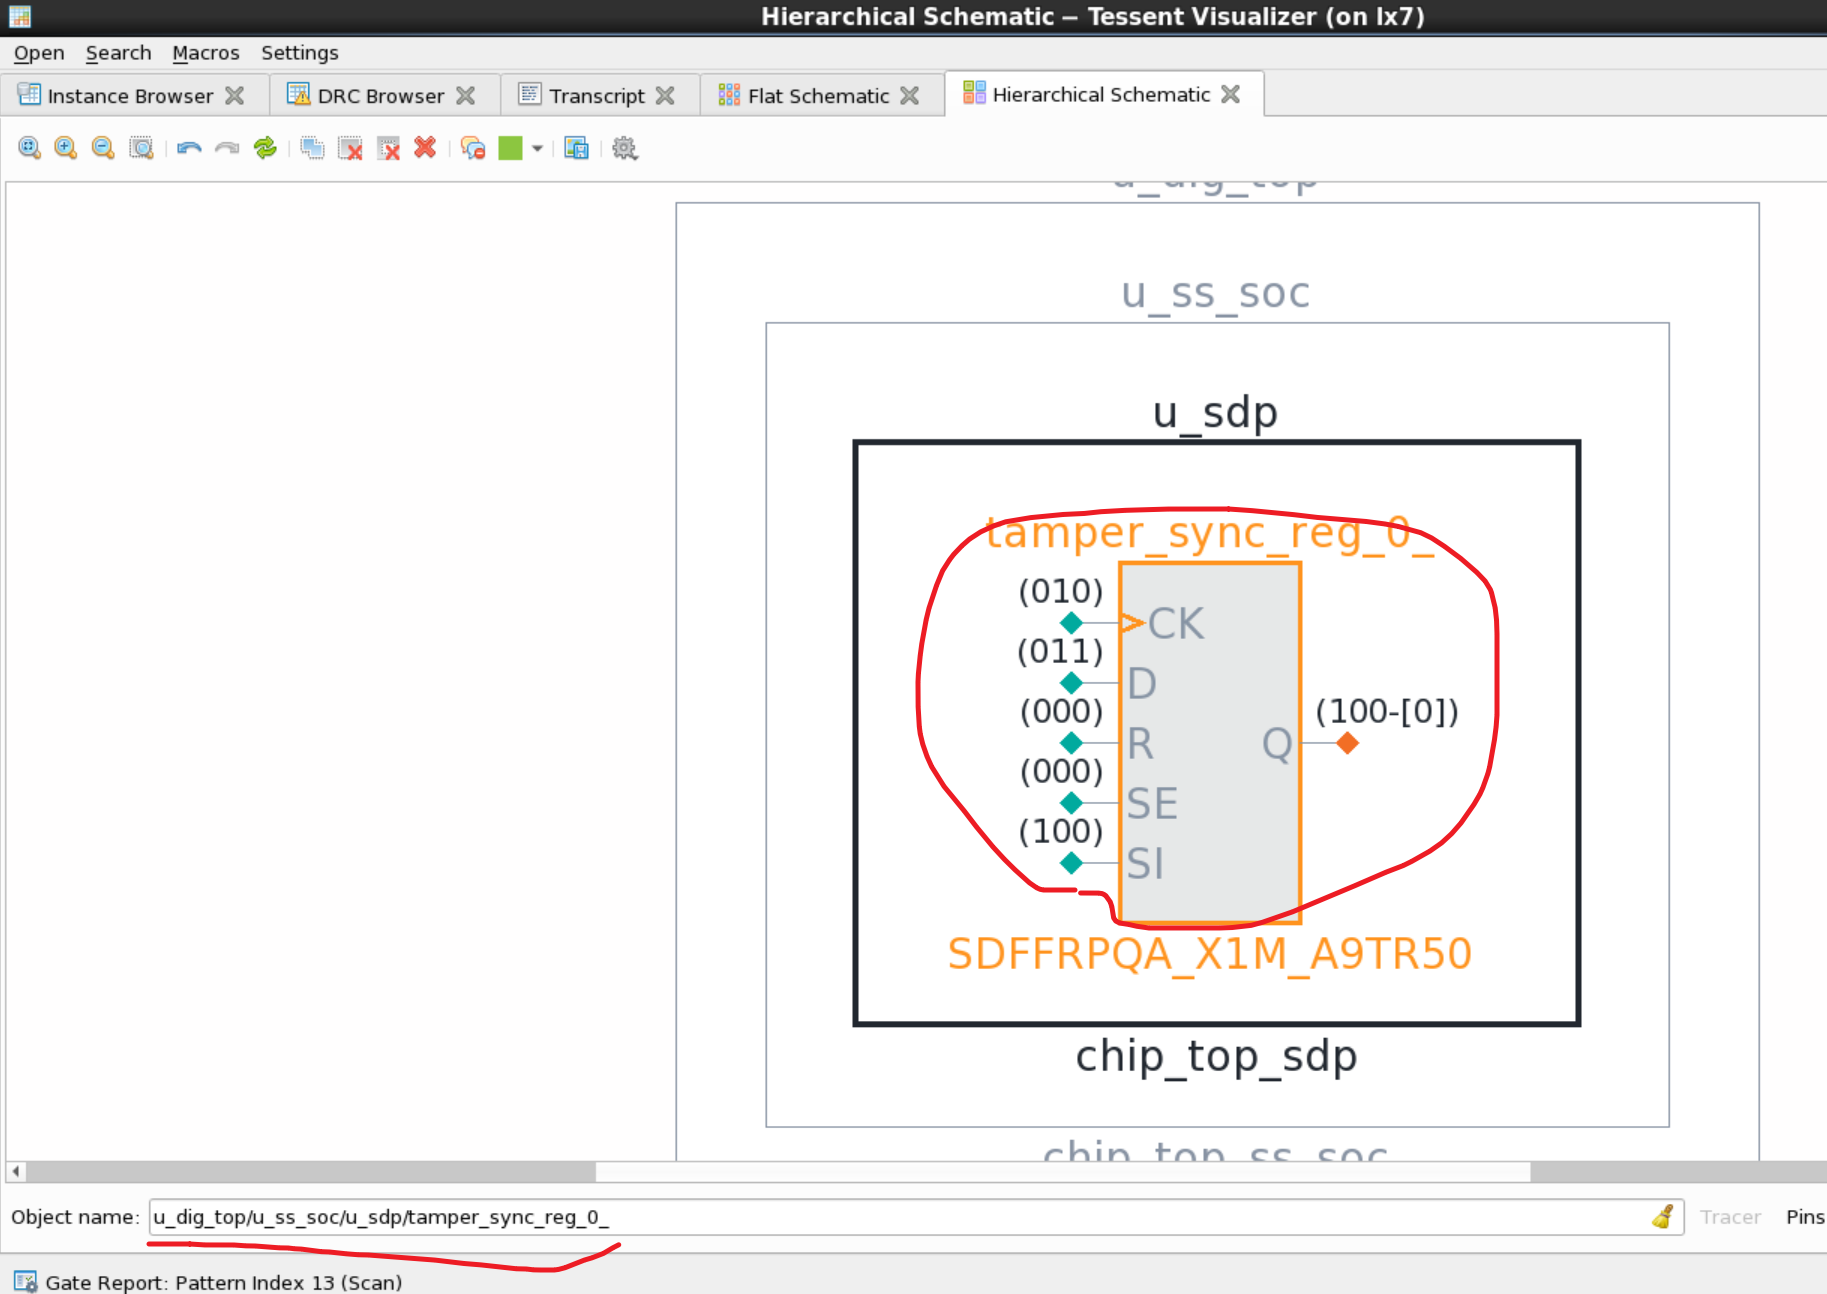 Hierarchical Schematic – Tessent Visualizer (on lx7)
Open Search Macros Settings
Instance Browser DRC Browser Transcript Flat Schematic Hierarchical Schematic
u_dig_top
u_ss_soc
u_sdp
tamper_sync_reg_0_
(010)
CK
(011)
D
(000)
R
(100-[0])
Q
(000)
SE
(100)
SI
SDFFRPQA_X1M_A9TR50
chip_top_sdp
chip_top_ss_soc
Object name: u_dig_top/u_ss_soc/u_sdp/tamper_sync_reg_0_ Tracer Pins
Gate Report: Pattern Index 13 (Scan)